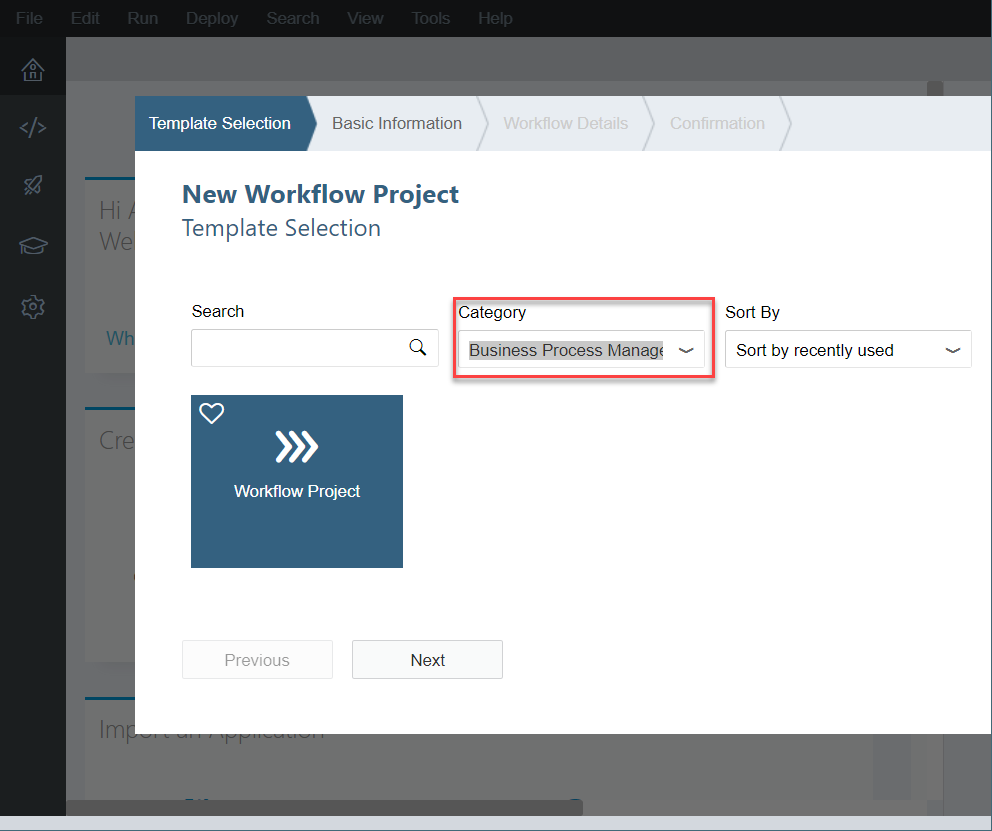 File Edit Run Deploy Search View Tools Help
Template Selection Basic Information Workflow Details Confirmation
New Workflow Project
Template Selection
Hi
We
Wh
Search Category Sort By
Business Process Manage Sort by recently used
Cre
Workflow Project
Previous Next
Import an Application